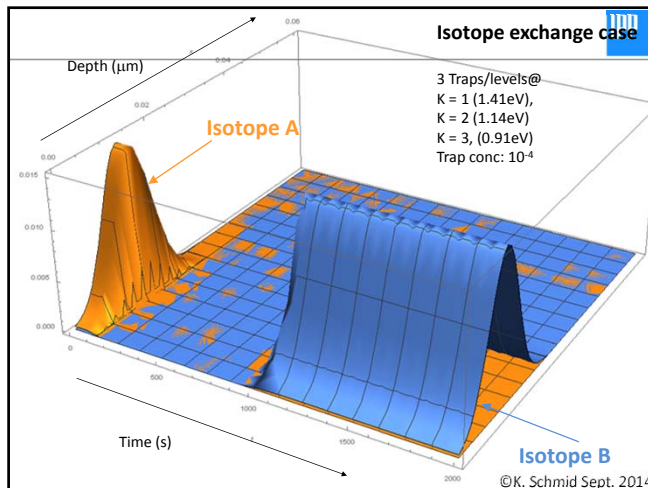 Isotope exchange case
IPP
Depth (μm)
3 Traps/levels@
K = 1 (1.41eV),
K = 2 (1.14eV)
K = 3, (0.91eV)
Trap conc: 10⁻⁴
Isotope A
0.06
0.04
0.02
0.00
0.015
0.010
0.005
0.000
0
500
1000
1500
2000
Time (s)
Isotope B
©K. Schmid Sept. 2014